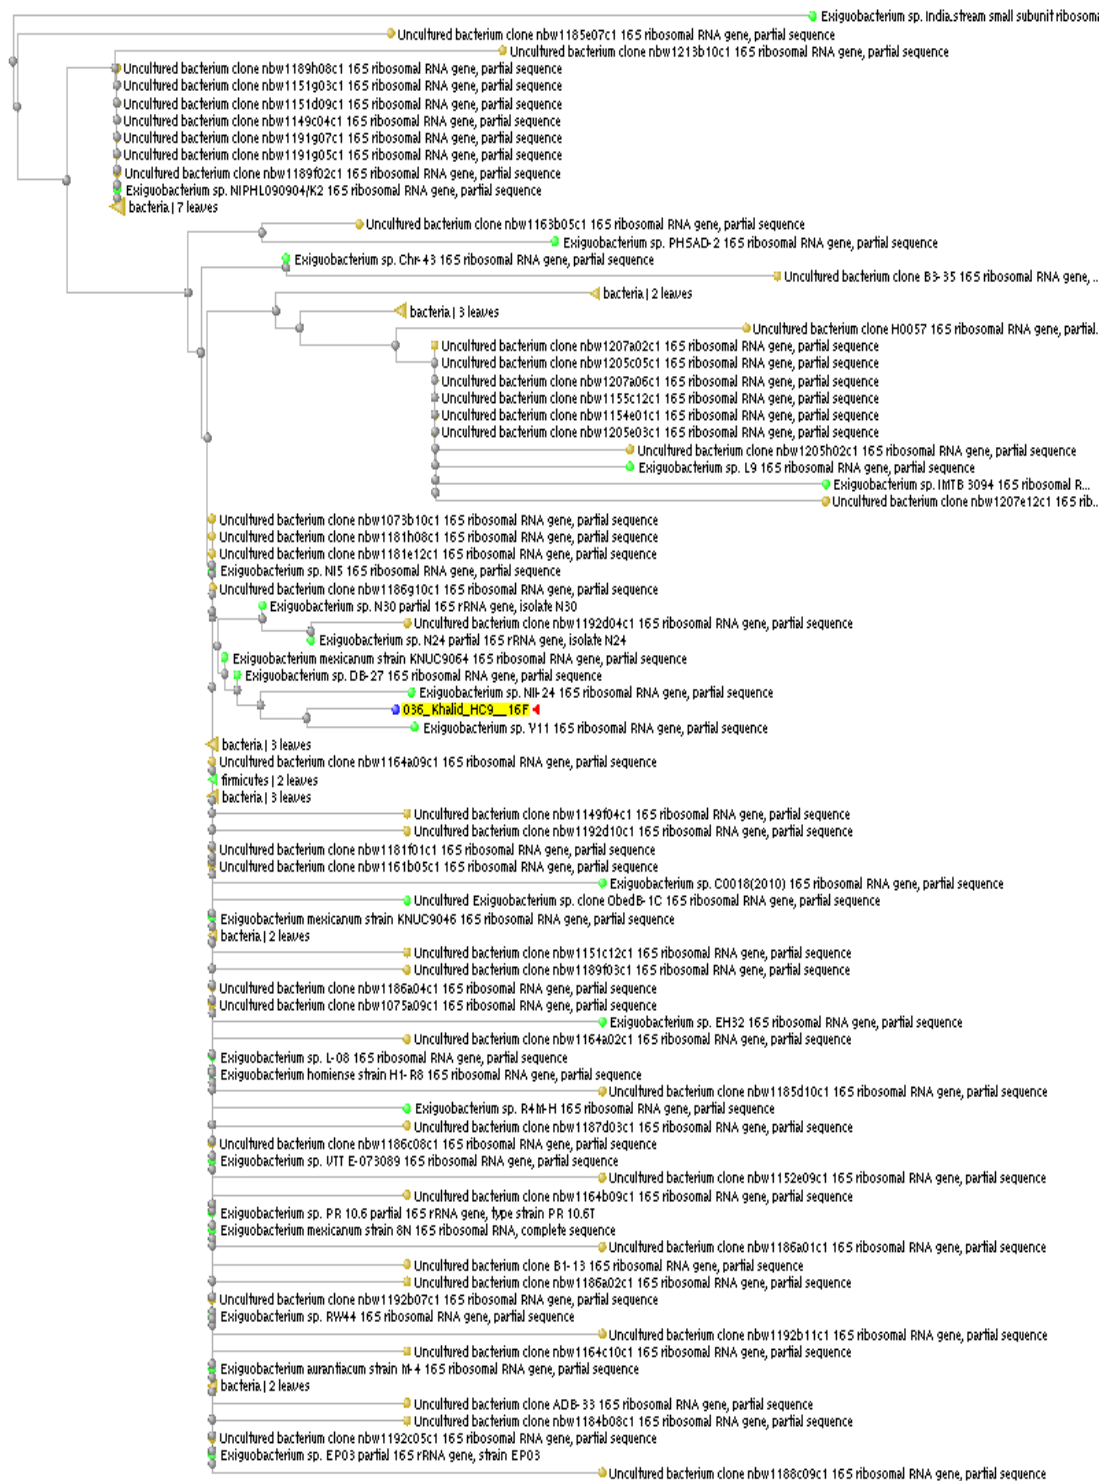 Exiguobacterium sp. India.stream small subunit ribosoma
Uncultured bacterium clone nbw1185e07c1 16S ribosomal RNA gene, partial sequence
Uncultured bacterium clone nbw1213b10c1 16S ribosomal RNA gene, partial sequence
Uncultured bacterium clone nbw1189h08c1 16S ribosomal RNA gene, partial sequence
Uncultured bacterium clone nbw1151g03c1 16S ribosomal RNA gene, partial sequence
Uncultured bacterium clone nbw1151d09c1 16S ribosomal RNA gene, partial sequence
Uncultured bacterium clone nbw1149c04c1 16S ribosomal RNA gene, partial sequence
Uncultured bacterium clone nbw1191g07c1 16S ribosomal RNA gene, partial sequence
Uncultured bacterium clone nbw1191g05c1 16S ribosomal RNA gene, partial sequence
Uncultured bacterium clone nbw1189f02c1 16S ribosomal RNA gene, partial sequence
Exiguobacterium sp. NIPHL090904/K2 16S ribosomal RNA gene, partial sequence
bacteria | 7 leaves
Uncultured bacterium clone nbw1163b05c1 16S ribosomal RNA gene, partial sequence
Exiguobacterium sp. PHSAD-2 16S ribosomal RNA gene, partial sequence
Exiguobacterium sp. Chr-43 16S ribosomal RNA gene, partial sequence
Uncultured bacterium clone B3-35 16S ribosomal RNA gene, ...
bacteria | 2 leaves
bacteria | 3 leaves
Uncultured bacterium clone H0057 16S ribosomal RNA gene, partial...
Uncultured bacterium clone nbw1207a02c1 16S ribosomal RNA gene, partial sequence
Uncultured bacterium clone nbw1205c05c1 16S ribosomal RNA gene, partial sequence
Uncultured bacterium clone nbw1207a06c1 16S ribosomal RNA gene, partial sequence
Uncultured bacterium clone nbw1155c12c1 16S ribosomal RNA gene, partial sequence
Uncultured bacterium clone nbw1154e01c1 16S ribosomal RNA gene, partial sequence
Uncultured bacterium clone nbw1205e03c1 16S ribosomal RNA gene, partial sequence
Uncultured bacterium clone nbw1205h02c1 16S ribosomal RNA gene, partial sequence
Exiguobacterium sp. L9 16S ribosomal RNA gene, partial sequence
Exiguobacterium sp. IMTB-3094 16S ribosomal R...
Uncultured bacterium clone nbw1207e12c1 16S rib...
Uncultured bacterium clone nbw1073b10c1 16S ribosomal RNA gene, partial sequence
Uncultured bacterium clone nbw1181h08c1 16S ribosomal RNA gene, partial sequence
Uncultured bacterium clone nbw1181e12c1 16S ribosomal RNA gene, partial sequence
Exiguobacterium sp. NI5 16S ribosomal RNA gene, partial sequence
Uncultured bacterium clone nbw1186g10c1 16S ribosomal RNA gene, partial sequence
Exiguobacterium sp. N30 partial 16S rRNA gene, isolate N30
Uncultured bacterium clone nbw1192d04c1 16S ribosomal RNA gene, partial sequence
Exiguobacterium sp. N24 partial 16S rRNA gene, isolate N24
Exiguobacterium mexicanum strain KNUC9064 16S ribosomal RNA gene, partial sequence
Exiguobacterium sp. DB-27 16S ribosomal RNA gene, partial sequence
Exiguobacterium sp. NII-24 16S ribosomal RNA gene, partial sequence
036_Khalid_HC9__16F
Exiguobacterium sp. Y11 16S ribosomal RNA gene, partial sequence
bacteria | 3 leaves
Uncultured bacterium clone nbw1164a09c1 16S ribosomal RNA gene, partial sequence
firmicutes | 2 leaves
bacteria | 3 leaves
Uncultured bacterium clone nbw1149f04c1 16S ribosomal RNA gene, partial sequence
Uncultured bacterium clone nbw1192d10c1 16S ribosomal RNA gene, partial sequence
Uncultured bacterium clone nbw1181f01c1 16S ribosomal RNA gene, partial sequence
Uncultured bacterium clone nbw1161b05c1 16S ribosomal RNA gene, partial sequence
Exiguobacterium sp. C0018(2010) 16S ribosomal RNA gene, partial sequence
Uncultured Exiguobacterium sp. clone ObedB-1C 16S ribosomal RNA gene, partial sequence
Exiguobacterium mexicanum strain KNUC9046 16S ribosomal RNA gene, partial sequence
bacteria | 2 leaves
Uncultured bacterium clone nbw1151c12c1 16S ribosomal RNA gene, partial sequence
Uncultured bacterium clone nbw1189f03c1 16S ribosomal RNA gene, partial sequence
Uncultured bacterium clone nbw1186a04c1 16S ribosomal RNA gene, partial sequence
Uncultured bacterium clone nbw1075a09c1 16S ribosomal RNA gene, partial sequence
Exiguobacterium sp. EH32 16S ribosomal RNA gene, partial sequence
Uncultured bacterium clone nbw1164a02c1 16S ribosomal RNA gene, partial sequence
Exiguobacterium sp. L-08 16S ribosomal RNA gene, partial sequence
Exiguobacterium homiense strain H1-R8 16S ribosomal RNA gene, partial sequence
Uncultured bacterium clone nbw1185d10c1 16S ribosomal RNA gene, partial sequence
Exiguobacterium sp. R4M-H 16S ribosomal RNA gene, partial sequence
Uncultured bacterium clone nbw1187d03c1 16S ribosomal RNA gene, partial sequence
Uncultured bacterium clone nbw1186c08c1 16S ribosomal RNA gene, partial sequence
Exiguobacterium sp. VTT E-073089 16S ribosomal RNA gene, partial sequence
Uncultured bacterium clone nbw1152e09c1 16S ribosomal RNA gene, partial sequence
Uncultured bacterium clone nbw1164b09c1 16S ribosomal RNA gene, partial sequence
Exiguobacterium sp. PR 10.6 partial 16S rRNA gene, type strain PR 10.6T
Exiguobacterium mexicanum strain 8N 16S ribosomal RNA, complete sequence
Uncultured bacterium clone nbw1186a01c1 16S ribosomal RNA gene, partial sequence
Uncultured bacterium clone B1-13 16S ribosomal RNA gene, partial sequence
Uncultured bacterium clone nbw1186a02c1 16S ribosomal RNA gene, partial sequence
Uncultured bacterium clone nbw1192b07c1 16S ribosomal RNA gene, partial sequence
Exiguobacterium sp. RW44 16S ribosomal RNA gene, partial sequence
Uncultured bacterium clone nbw1192b11c1 16S ribosomal RNA gene, partial sequence
Uncultured bacterium clone nbw1164c10c1 16S ribosomal RNA gene, partial sequence
Exiguobacterium aurantiacum strain M-4 16S ribosomal RNA gene, partial sequence
bacteria | 2 leaves
Uncultured bacterium clone ADB-33 16S ribosomal RNA gene, partial sequence
Uncultured bacterium clone nbw1184b08c1 16S ribosomal RNA gene, partial sequence
Uncultured bacterium clone nbw1192c05c1 16S ribosomal RNA gene, partial sequence
Exiguobacterium sp. EP03 partial 16S rRNA gene, strain EP03
Uncultured bacterium clone nbw1188c09c1 16S ribosomal RNA gene, partial sequence